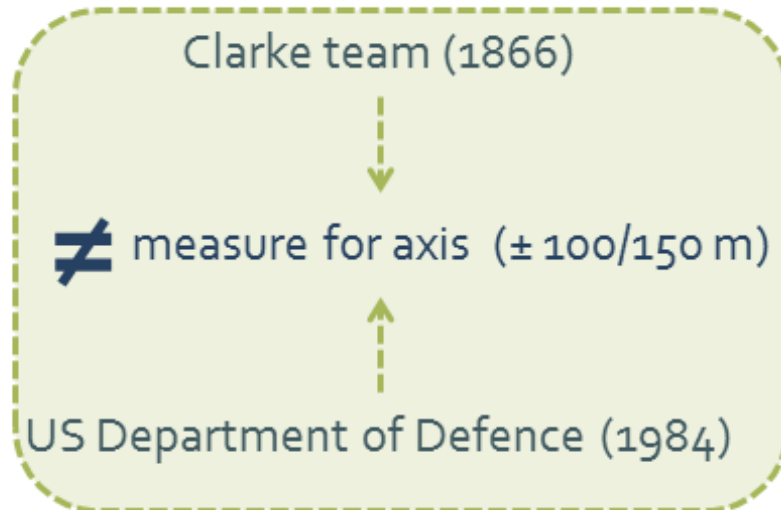 Clarke team (1866)
≠ measure for axis (± 100/150 m)
US Department of Defence (1984)